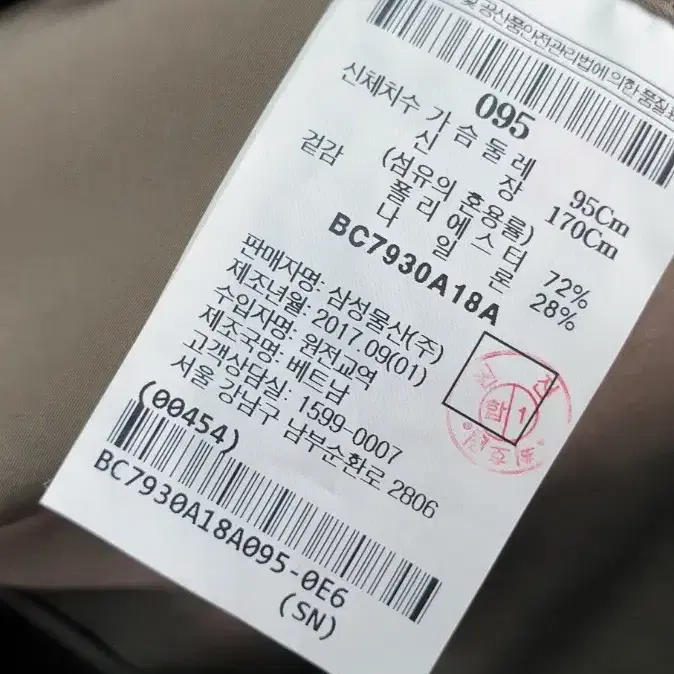 공산품안전관리법에 의한 품질표
095
신체치수 가슴둘레 95Cm
신장 170Cm
겉감 (섬유의 혼용률)
폴리에스터 72%
나일론 28%
BC7930A18A
판매자명: 삼성물산(주)
제조년월: 2017.09(01)
수입자명: 원저교역
제조국명: 베트남
고객상담실: 1599-0007
서울 강남구 남부순환로 2806
(00454)
BC7930A18A095-0E6
(SN)
합 1